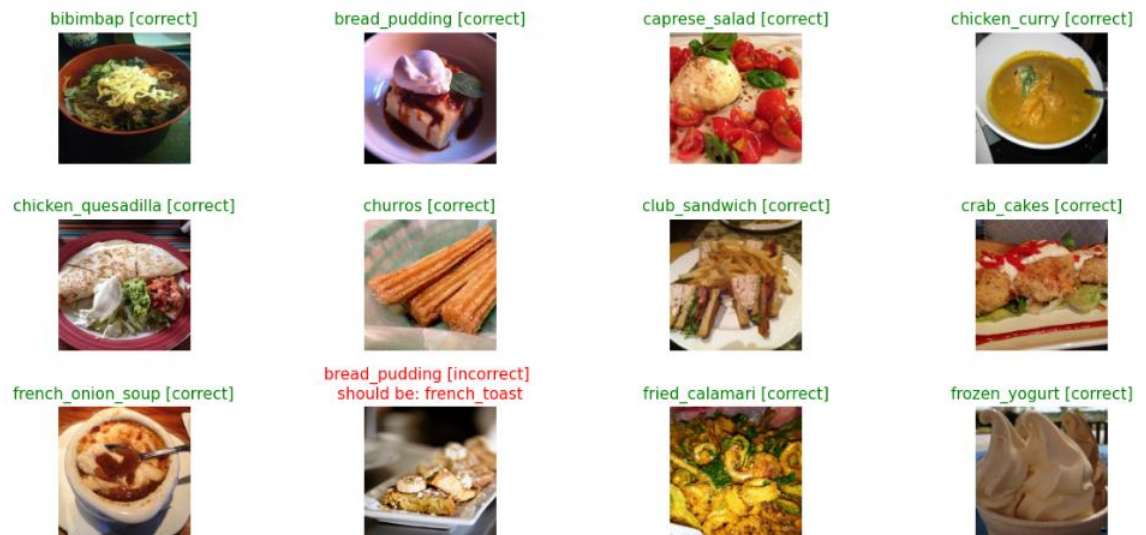 bibimbap [correct]
bread_pudding [correct]
caprese_salad [correct]
chicken_curry [correct]
chicken_quesadilla [correct]
churros [correct]
club_sandwich [correct]
crab_cakes [correct]
french_onion_soup [correct]
bread_pudding [incorrect]
should be: french_toast
fried_calamari [correct]
frozen_yogurt [correct]